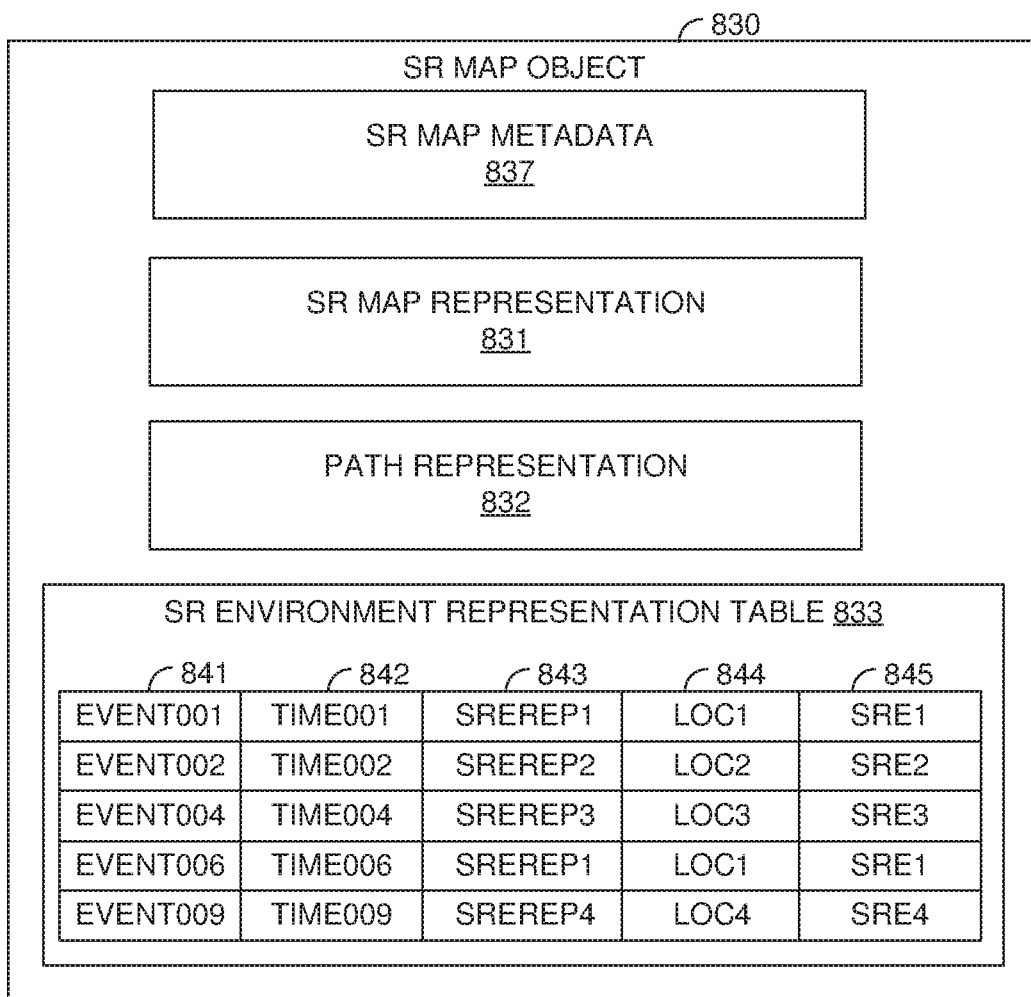 830
SR MAP OBJECT
SR MAP METADATA
837
SR MAP REPRESENTATION
831
PATH REPRESENTATION
832
SR ENVIRONMENT REPRESENTATION TABLE 833
841 842 843 844 845
EVENT001 TIME001 SREREP1 LOC1 SRE1
EVENT002 TIME002 SREREP2 LOC2 SRE2
EVENT004 TIME004 SREREP3 LOC3 SRE3
EVENT006 TIME006 SREREP1 LOC1 SRE1
EVENT009 TIME009 SREREP4 LOC4 SRE4